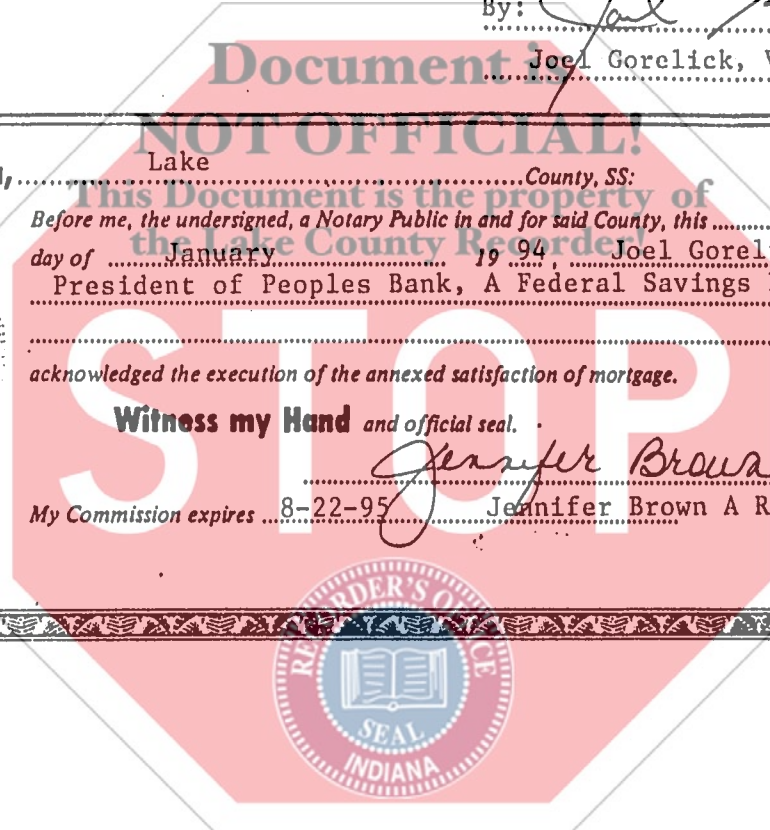 By:
Joel Gorelick, V
Document is
NOT OFFICIAL!
Lake County, SS:
This Document is the property of
Before me, the undersigned, a Notary Public in and for said County, this
the Lake County Recorder!
day of January 19 94, Joel Gorel
President of Peoples Bank, A Federal Savings
STOP
acknowledged the execution of the annexed satisfaction of mortgage.
Witness my Hand and official seal.
Jennifer Brown
My Commission expires 8-22-95 Jennifer Brown A R
RECORDER'S OFFICE
SEAL
INDIANA